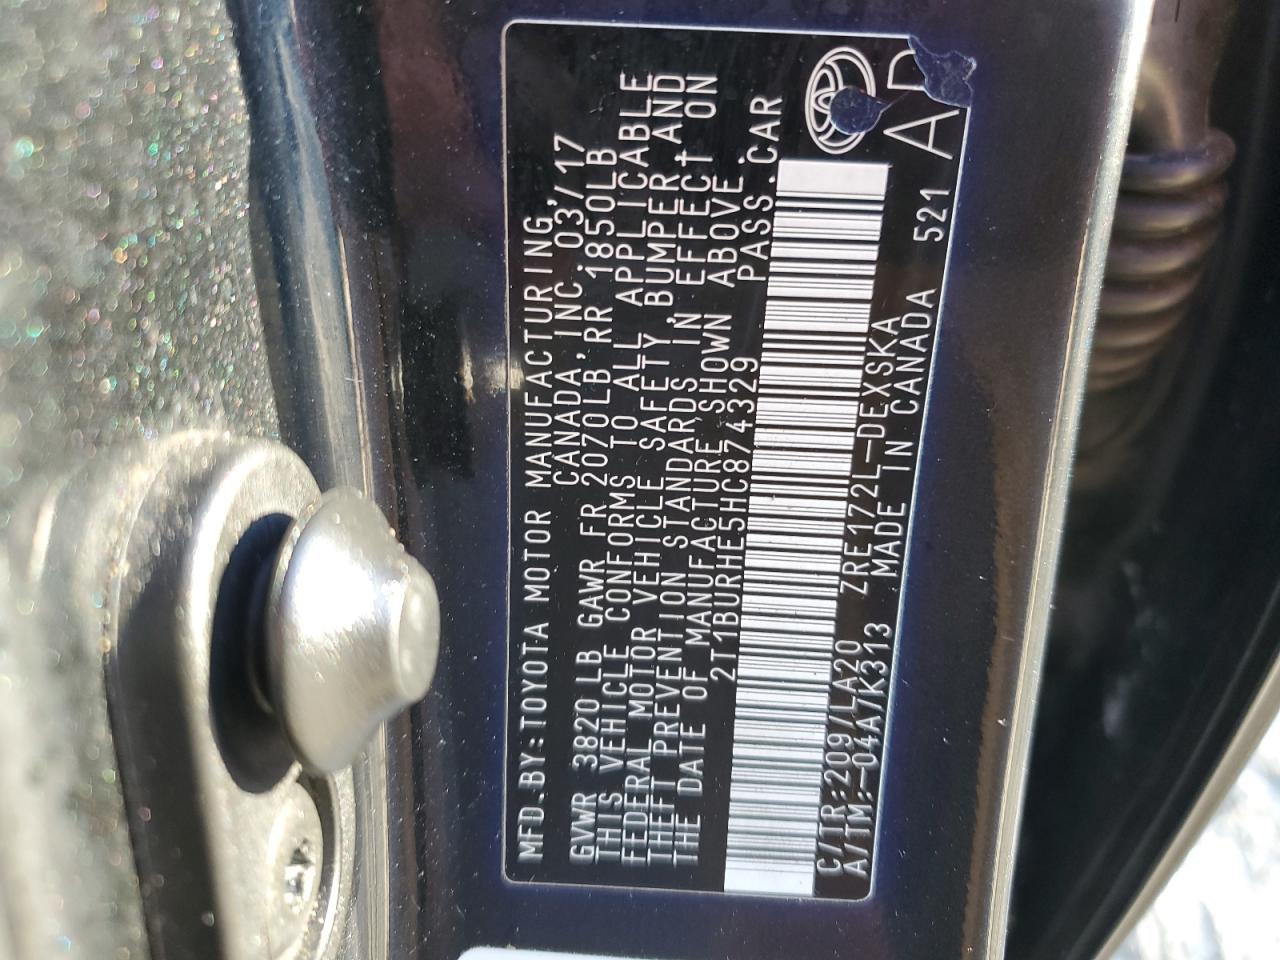 MFD.BY:TOYOTA MOTOR MANUFACTURING,
CANADA,INC. 03/17
GVWR 3820 LB GAWR FR 2070LB RR 1850LB
THIS VEHICLE CONFORMS TO ALL APPLICABLE
FEDERAL MOTOR VEHICLE SAFETY,BUMPER,AND
THEFT PREVENTION STANDARDS IN EFFECT ON
THE DATE OF MANUFACTURE SHOWN ABOVE.
2T1BURHE5HC874329 PASS.CAR
C/TR:209/LA20 ZRE172L-DEXSKA
A/TM:-04A/K313 MADE IN CANADA 521 A